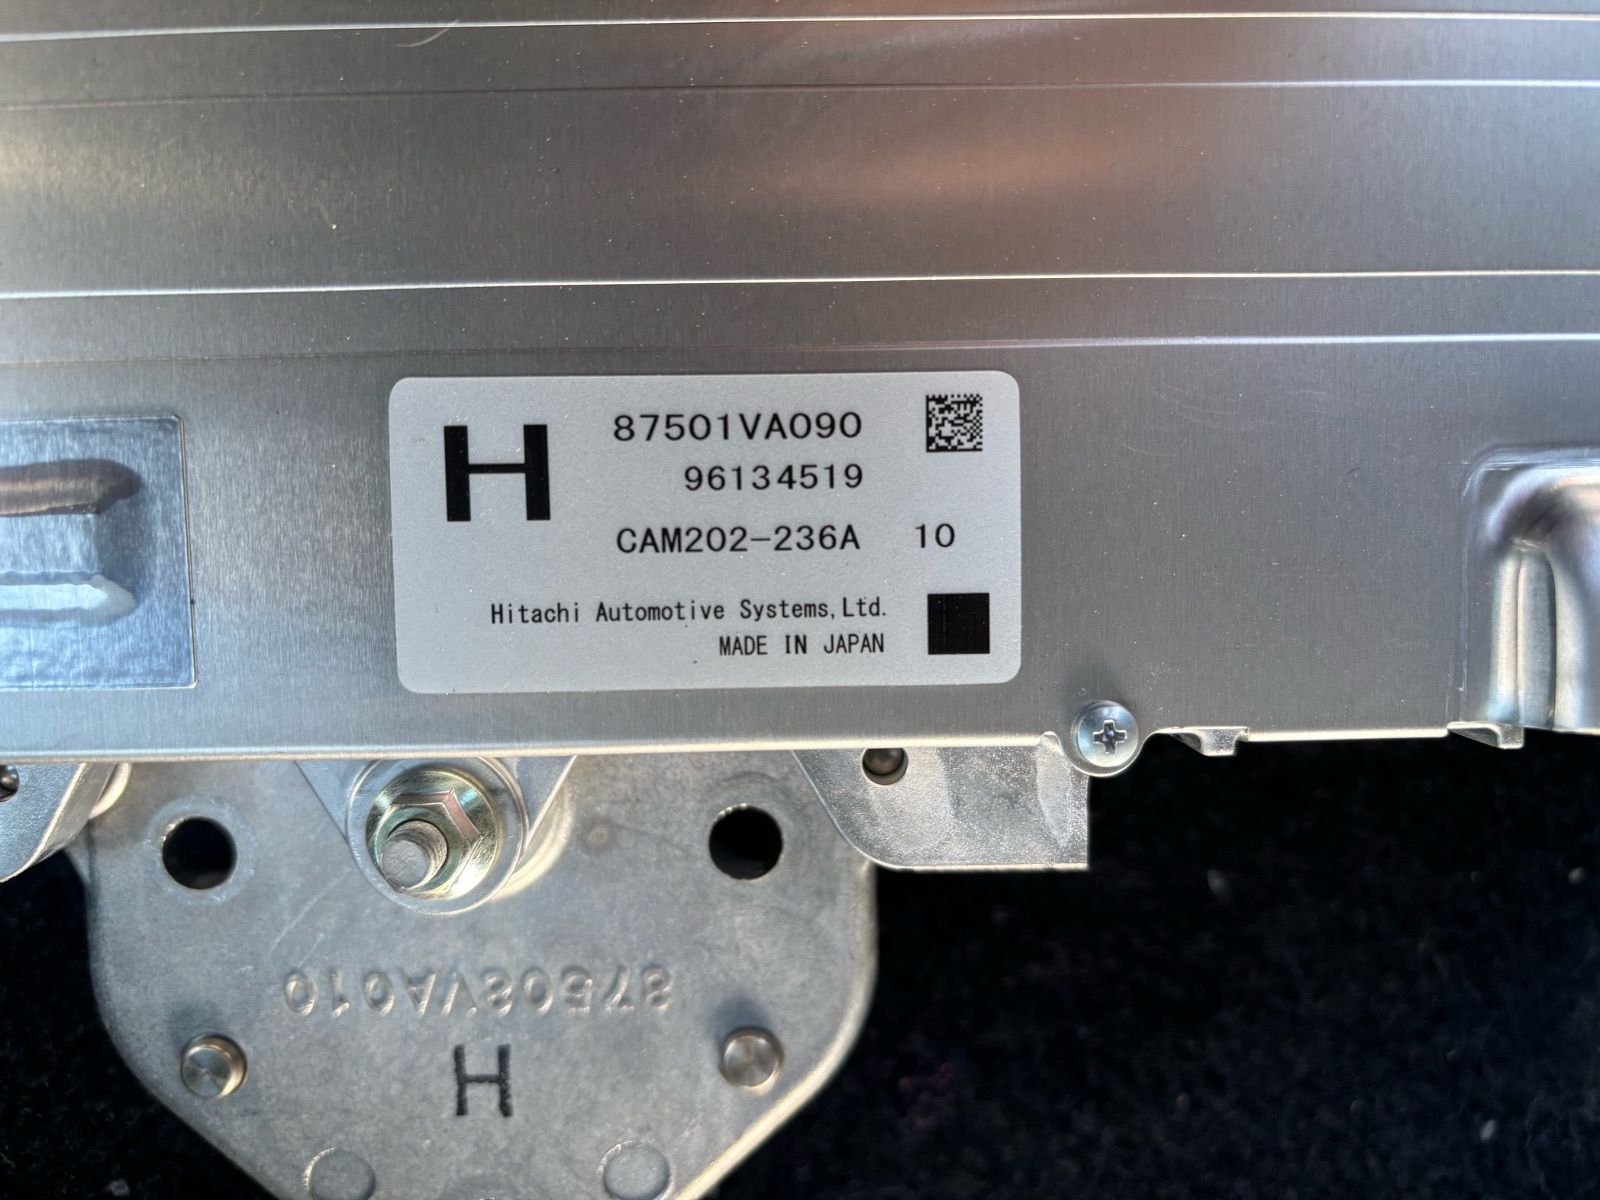 H
87501VA090
96134519
CAM202-236A 10
Hitachi Automotive Systems,Ltd.
MADE IN JAPAN
87508VA010
H